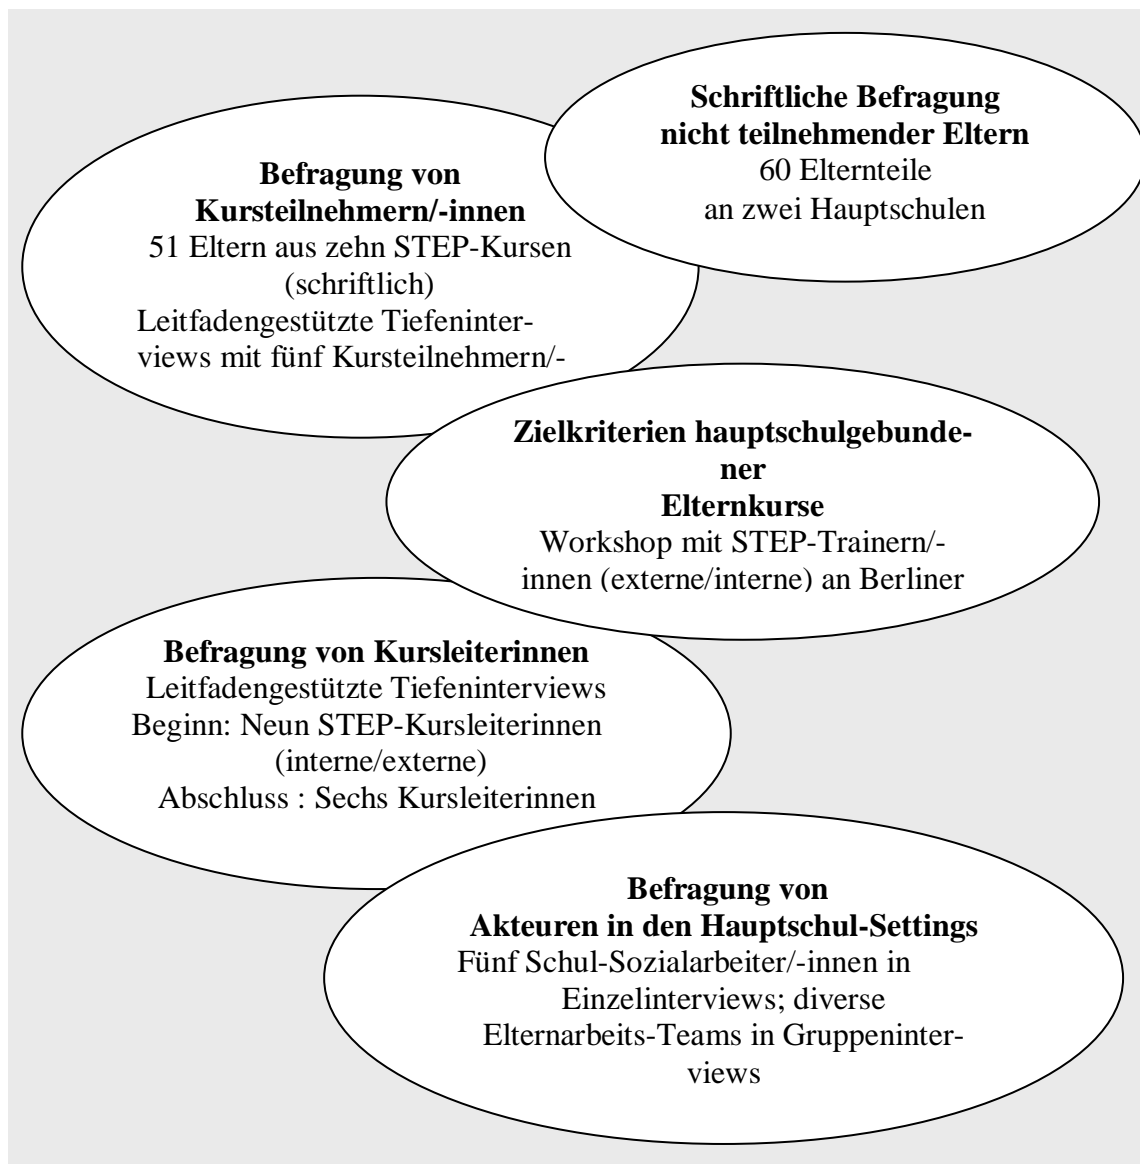 Schriftliche Befragung
nicht teilnehmender Eltern
60 Elternteile
an zwei Hauptschulen
Befragung von
Kursteilnehmern/-innen
51 Eltern aus zehn STEP-Kursen
(schriftlich)
Leitfadengestützte Tiefeninter-
views mit fünf Kursteilnehmern/-
Zielkriterien hauptschulgebunde-
ner
Elternkurse
Workshop mit STEP-Trainern/-
innen (externe/interne) an Berliner
Befragung von Kursleiterinnen
Leitfadengestützte Tiefeninterviews
Beginn: Neun STEP-Kursleiterinnen
(interne/externe)
Abschluss : Sechs Kursleiterinnen
Befragung von
Akteuren in den Hauptschul-Settings
Fünf Schul-Sozialarbeiter/-innen in
Einzelinterviews; diverse
Elternarbeits-Teams in Gruppeninter-
views